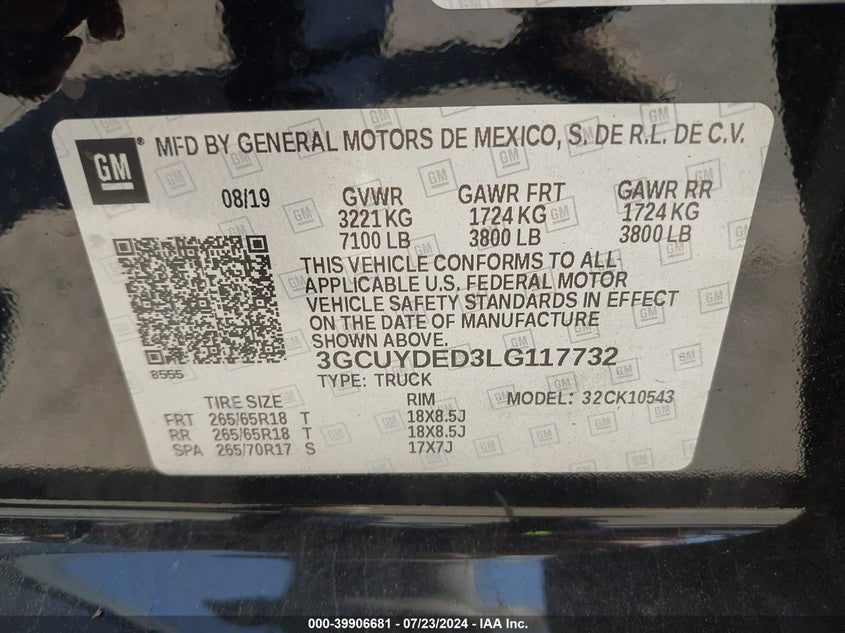 GM
® MFD BY GENERAL MOTORS DE MEXICO, S. DE R.L. DE C.V.
08/19 GVWR GAWR FRT GAWR RR
3221 KG 1724 KG 1724 KG
7100 LB 3800 LB 3800 LB
THIS VEHICLE CONFORMS TO ALL
APPLICABLE U.S. FEDERAL MOTOR
VEHICLE SAFETY STANDARDS IN EFFECT
ON THE DATE OF MANUFACTURE
SHOWN ABOVE.
8555
3GCUYDED3LG117732
TYPE: TRUCK
TIRE SIZE RIM MODEL: 32CK10543
FRT 265/65R18 T 18X8.5J
RR 265/65R18 T 18X8.5J
SPA 265/70R17 S 17X7J
000-39906681 - 07/23/2024 - IAA Inc.